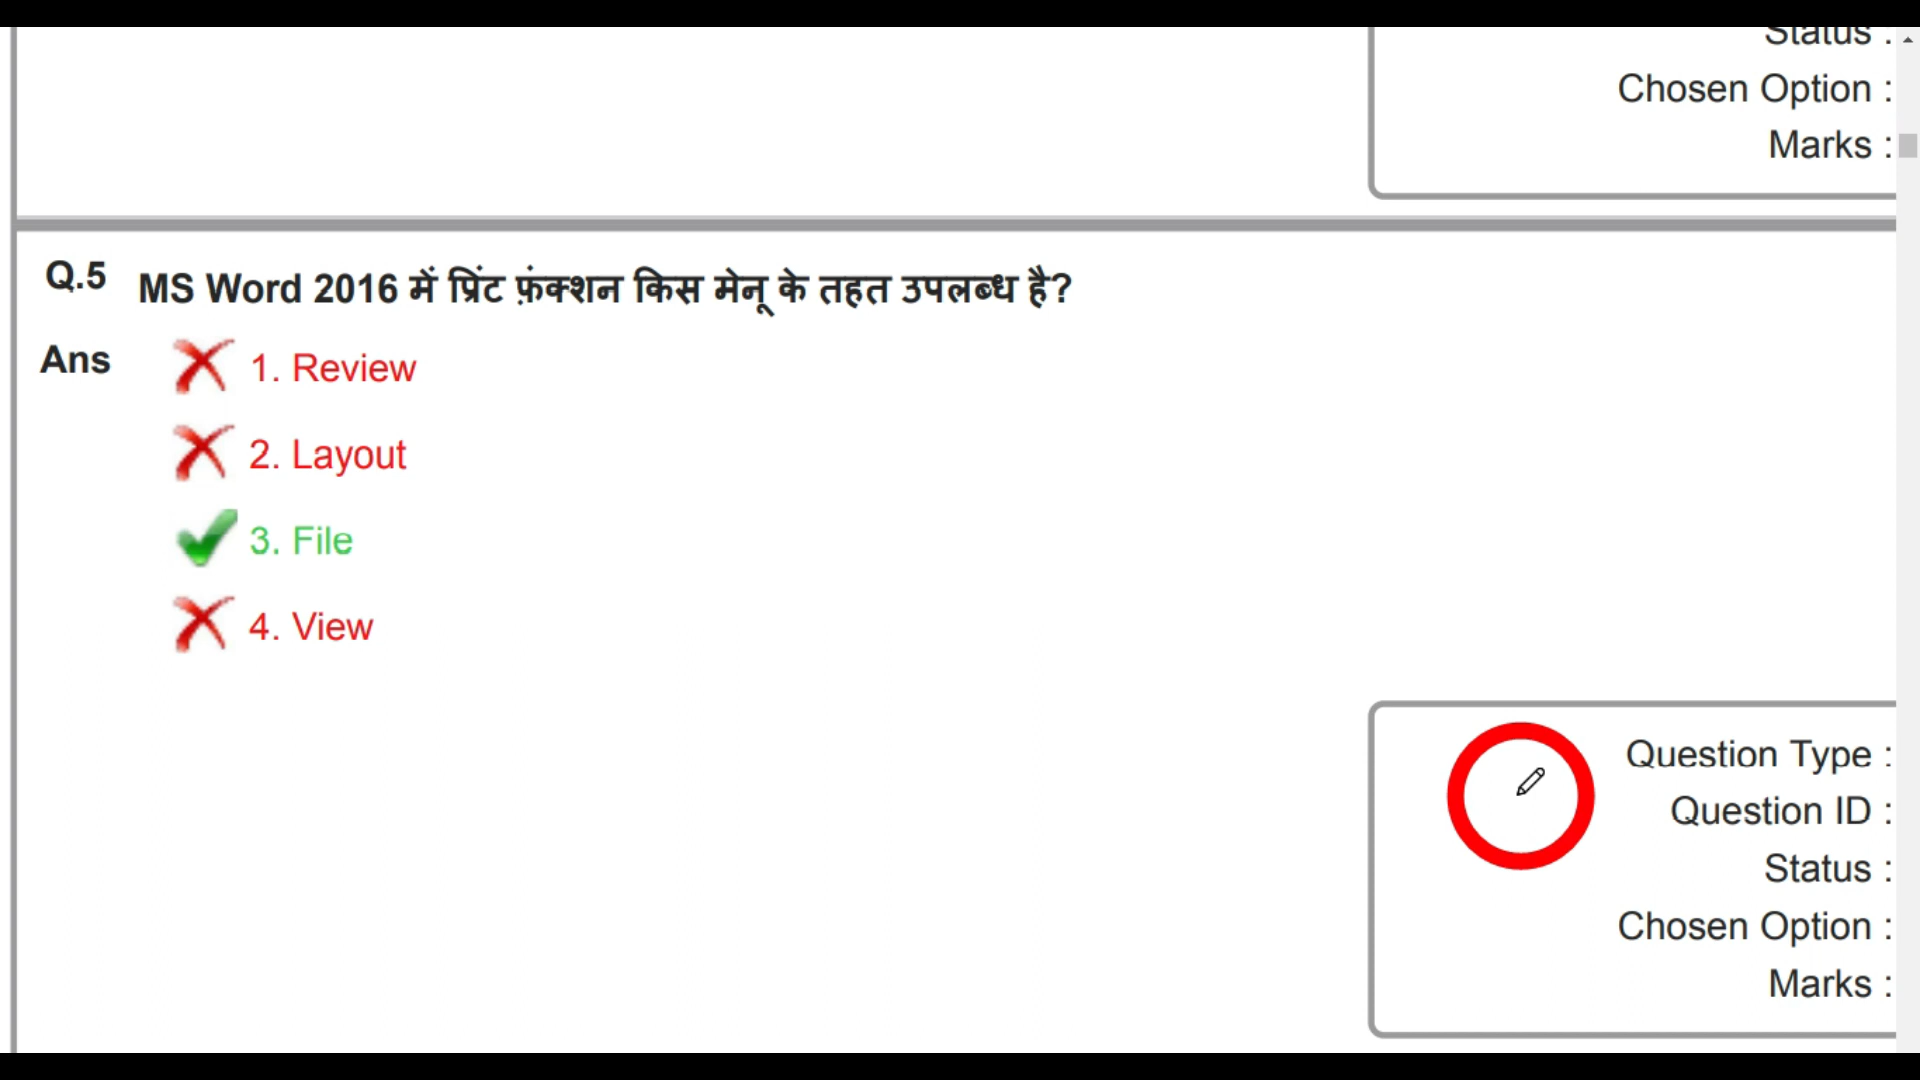 Status :
Chosen Option :
Marks :
Q.5 MS Word 2016 में प्रिंट फ़ंक्शन किस मेनू के तहत उपलब्ध है?
Ans 1. Review
2. Layout
3. File
4. View
Question Type :
Question ID :
Status :
Chosen Option :
Marks :